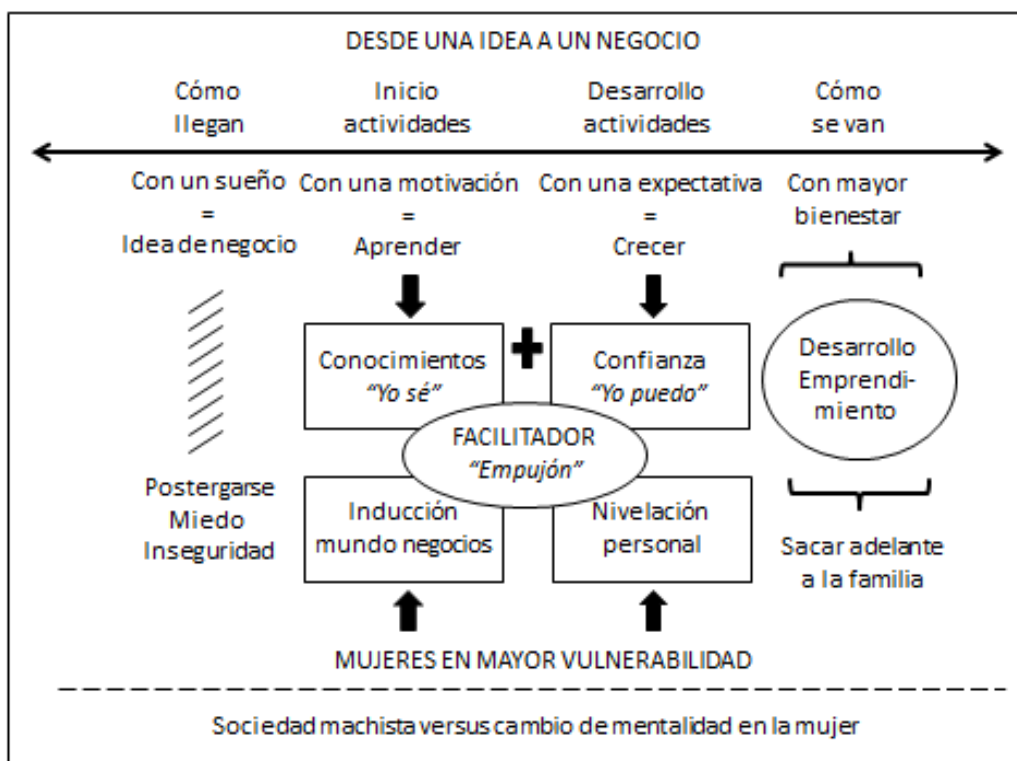 DESDE UNA IDEA A UN NEGOCIO
Cómo
llegan
Inicio
actividades
Desarrollo
actividades
Cómo
se van
Con un sueño
=
Idea de negocio
Con una motivación
=
Aprender
Con una expectativa
=
Crecer
Con mayor
bienestar
Conocimientos
“Yo sé”
Confianza
“Yo puedo”
Desarrollo
Emprendi-
miento
FACILITADOR
“Empujón”
Postergarse
Miedo
Inseguridad
Inducción
mundo negocios
Nivelación
personal
Sacar adelante
a la familia
MUJERES EN MAYOR VULNERABILIDAD
Sociedad machista versus cambio de mentalidad en la mujer